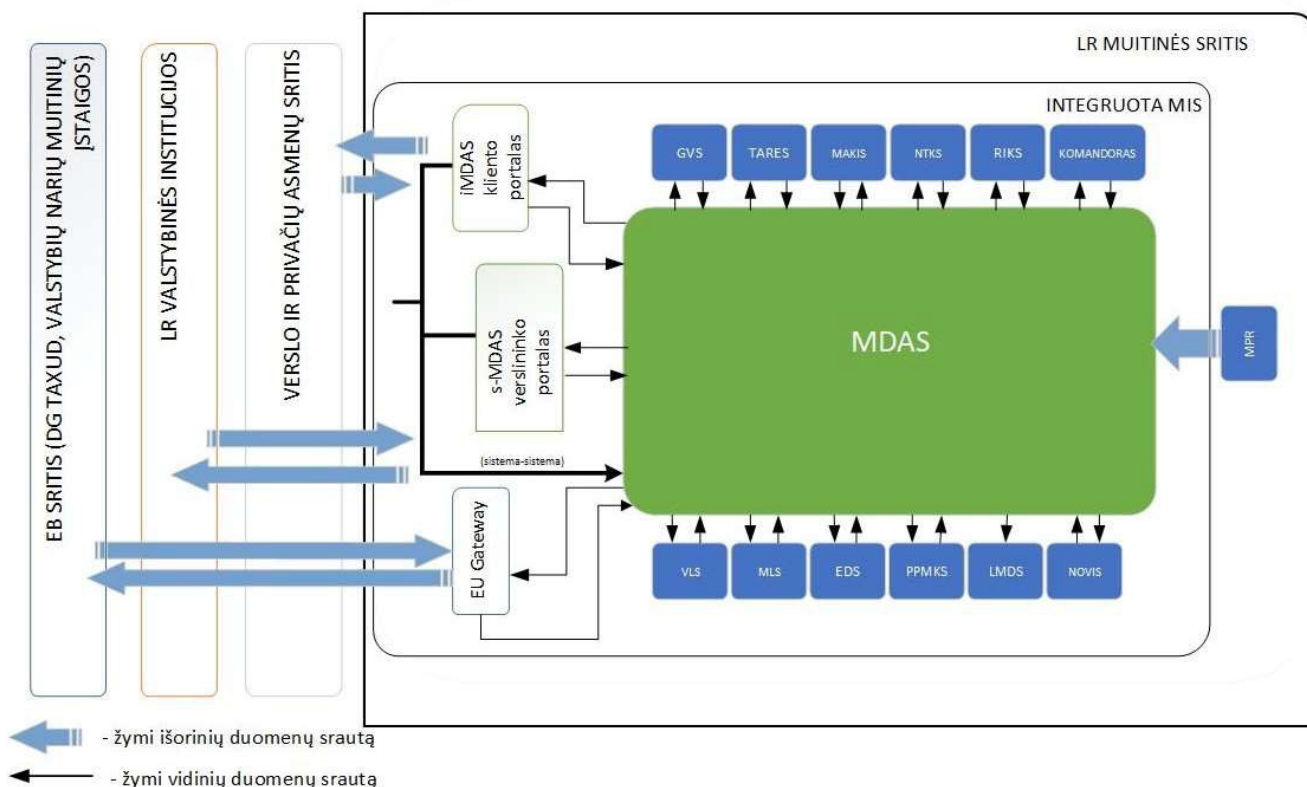 EB SRITIS (DG TAXUD, VALSTYBIŲ NARIŲ MUITINIŲ
ĮSTAIGOS)
LR VALSTYBINĖS INSTITUCIJOS
VERSLO IR PRIVAČIŲ ASMENŲ SRITIS
LR MUITINĖS SRITIS
INTEGRUOTA MIS
iMDAS
kliento
portalas
s-MDAS
verslininko
portalas
(sistema-sistema)
EU Gateway
GVS
TARES
MAKIS
NTKS
RIKS
KOMANDORAS
MDAS
MPR
VLS
MLS
EDS
PPMKS
LMDS
NOVIS
- žymi išorinių duomenų srautą
- žymi vidinių duomenų srautą